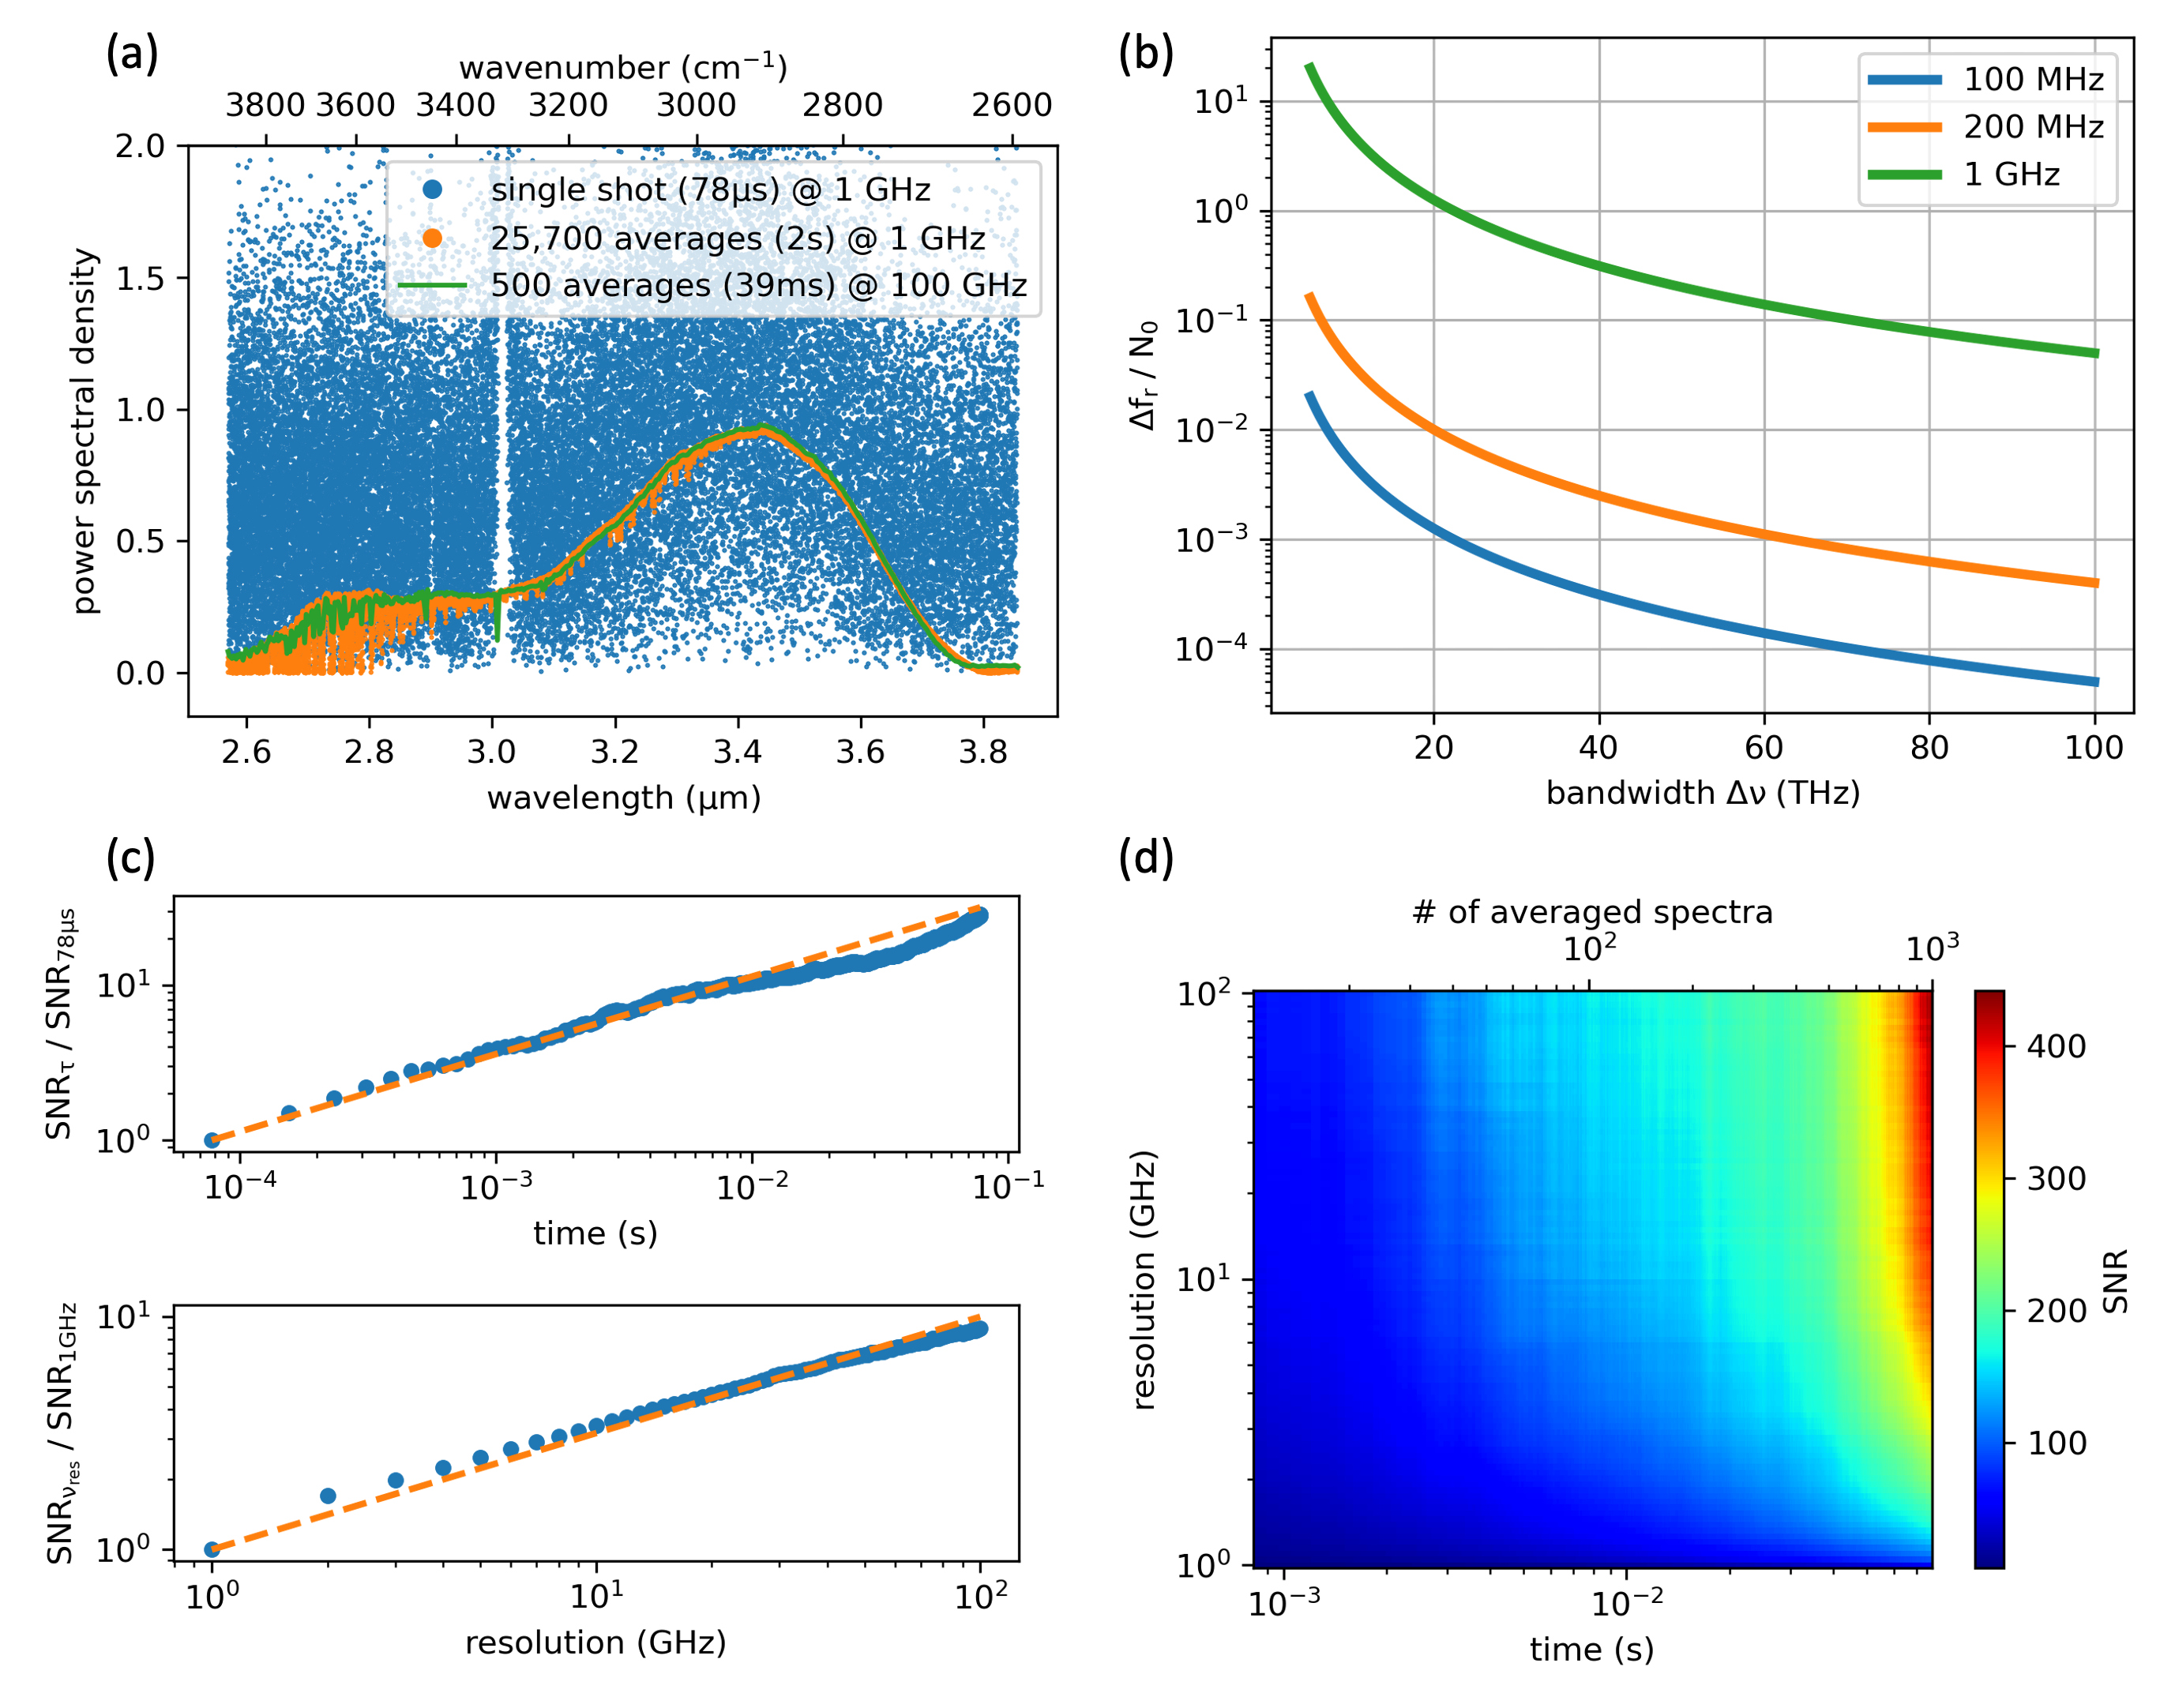 (a)
wavenumber (cm⁻¹)
3800 3600 3400 3200 3000 2800 2600
2.0
1.5
1.0
0.5
0.0
power spectral density
single shot (78μs) @ 1 GHz
25,700 averages (2s) @ 1 GHz
500 averages (39ms) @ 100 GHz
2.6 2.8 3.0 3.2 3.4 3.6 3.8
wavelength (μm)
(b)
10¹
10⁰
10⁻¹
10⁻²
10⁻³
10⁻⁴
Δfᵣ / N₀
100 MHz
200 MHz
1 GHz
20 40 60 80 100
bandwidth Δν (THz)
(c)
SNR_τ / SNR_78μs
10¹
10⁰
10⁻⁴ 10⁻³ 10⁻² 10⁻¹
time (s)
SNR_ν_res / SNR_1GHz
10¹
10⁰
10⁰ 10¹ 10²
resolution (GHz)
(d)
# of averaged spectra
10² 10³
10²
10¹
10⁰
resolution (GHz)
10⁻³ 10⁻²
time (s)
400
300
200
100
SNR